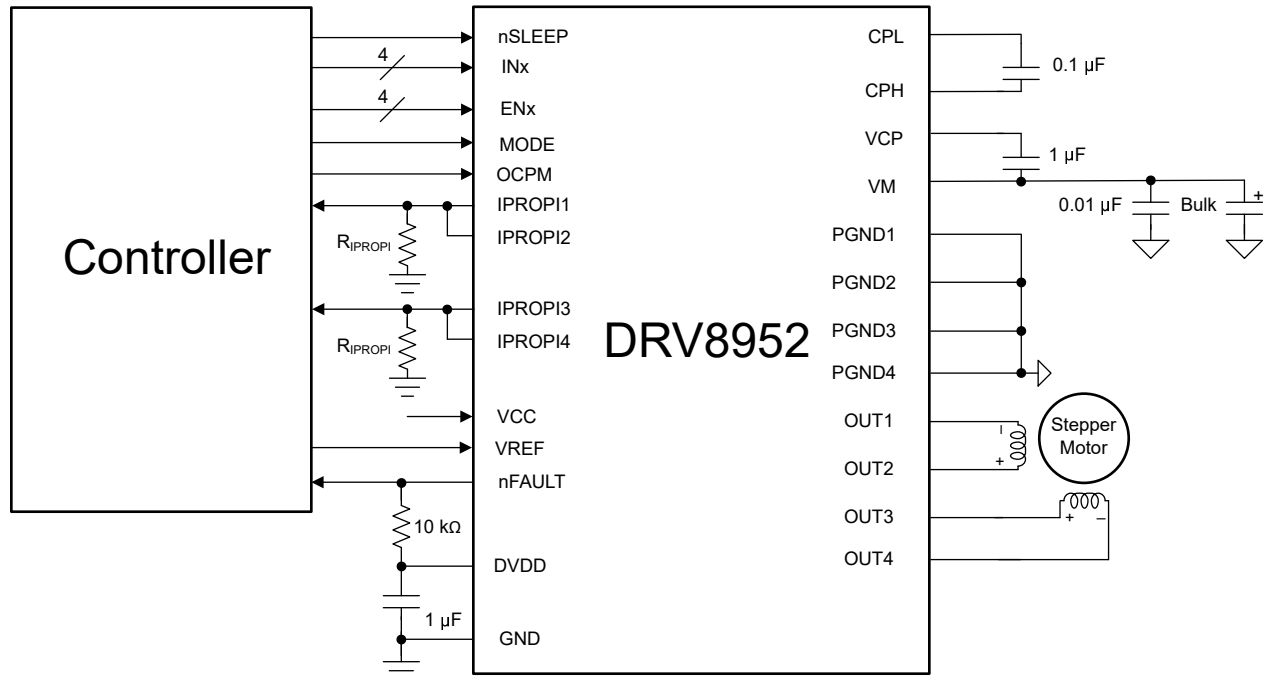 Controller
4
4
R_IPROPI
R_IPROPI
10 kΩ
1 µF
nSLEEP
INx
ENx
MODE
OCPM
IPROPI1
IPROPI2
IPROPI3
IPROPI4
VCC
VREF
nFAULT
DVDD
GND
DRV8952
CPL
CPH
VCP
VM
PGND1
PGND2
PGND3
PGND4
OUT1
OUT2
OUT3
OUT4
0.1 µF
1 µF
0.01 µF
Bulk
+
–
+
Stepper
Motor
+ –